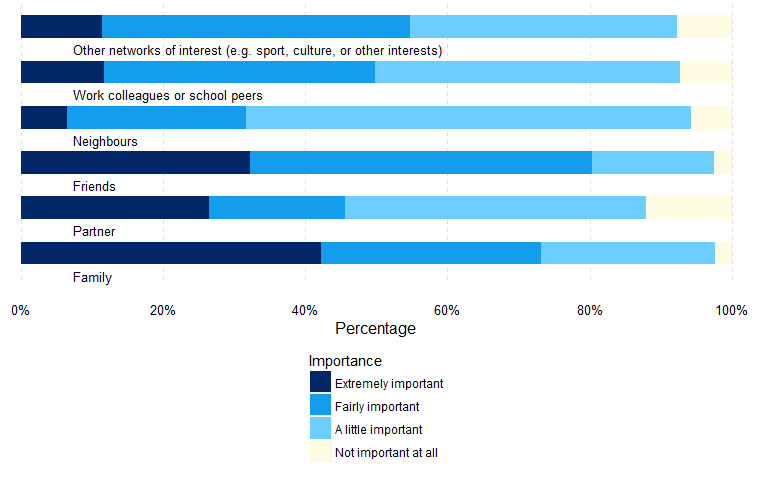 Other networks of interest (e.g. sport, culture, or other interests)
Work colleagues or school peers
Neighbours
Friends
Partner
Family
0% 20% 40% 60% 80% 100%
Percentage
Importance
Extremely important
Fairly important
A little important
Not important at all